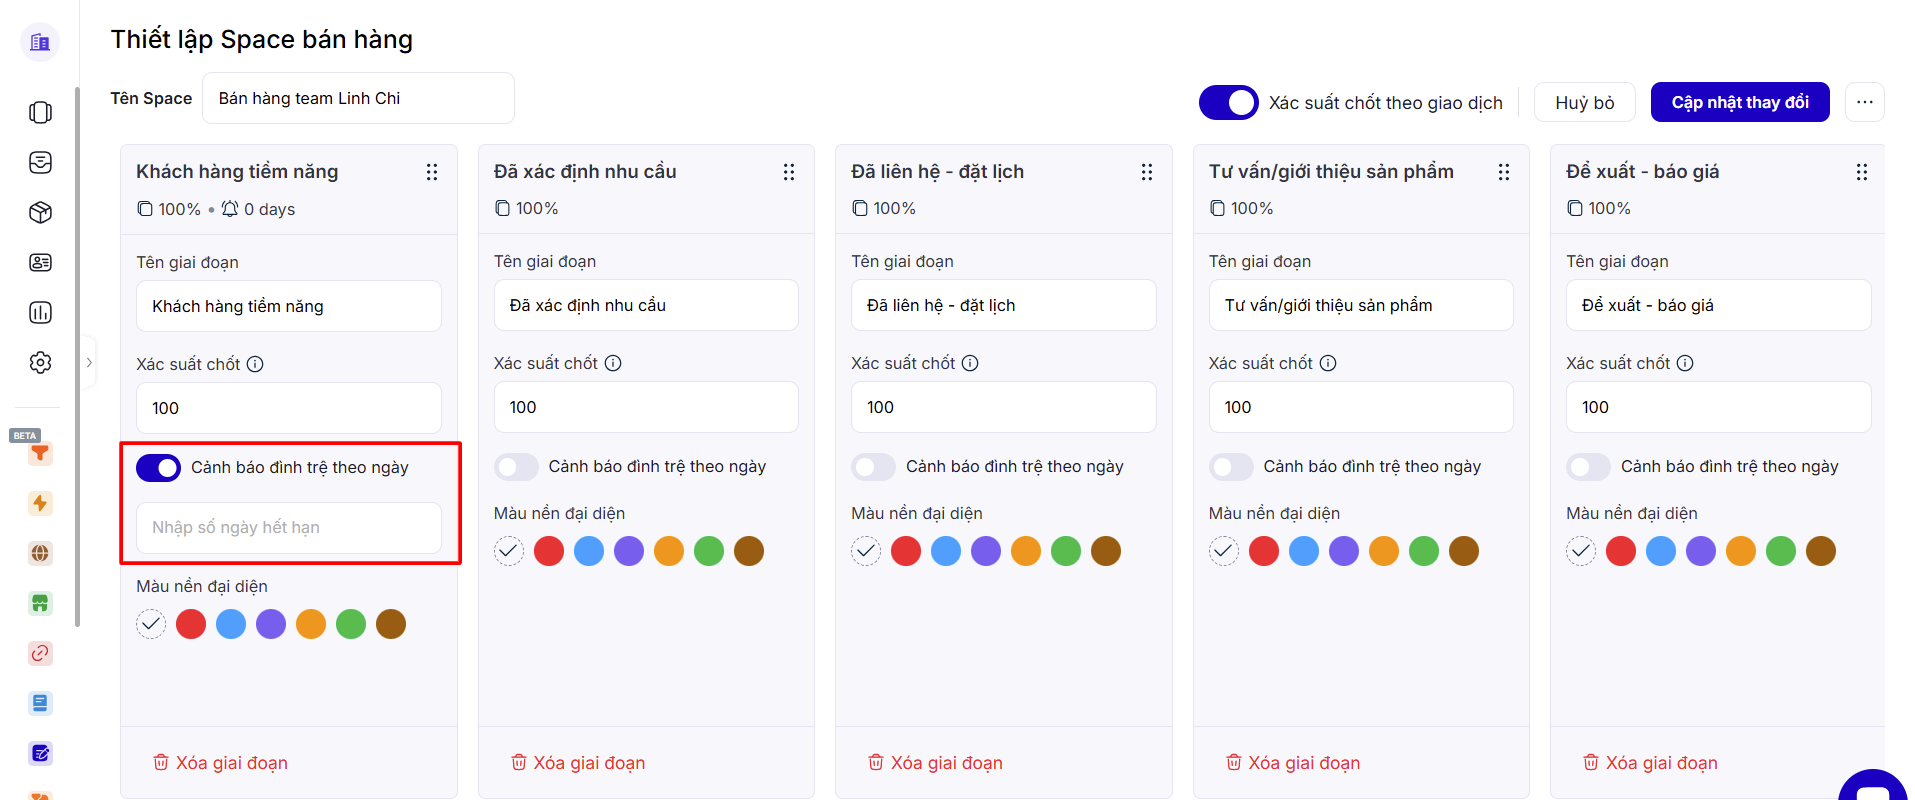 Thiết lập Space bán hàng
Tên Space
Bán hàng team Linh Chi
Xác suất chốt theo giao dịch
Huỷ bỏ
Cập nhật thay đổi
BETA
Khách hàng tiềm năng
100% • 0 days
Tên giai đoạn
Khách hàng tiềm năng
Xác suất chốt
100
Cảnh báo đình trệ theo ngày
Nhập số ngày hết hạn
Màu nền đại diện
Xóa giai đoạn
Đã xác định nhu cầu
100%
Tên giai đoạn
Đã xác định nhu cầu
Xác suất chốt
100
Cảnh báo đình trệ theo ngày
Màu nền đại diện
Xóa giai đoạn
Đã liên hệ - đặt lịch
100%
Tên giai đoạn
Đã liên hệ - đặt lịch
Xác suất chốt
100
Cảnh báo đình trệ theo ngày
Màu nền đại diện
Xóa giai đoạn
Tư vấn/giới thiệu sản phẩm
100%
Tên giai đoạn
Tư vấn/giới thiệu sản phẩm
Xác suất chốt
100
Cảnh báo đình trệ theo ngày
Màu nền đại diện
Xóa giai đoạn
Đề xuất - báo giá
100%
Tên giai đoạn
Đề xuất - báo giá
Xác suất chốt
100
Cảnh báo đình trệ theo ngày
Màu nền đại diện
Xóa giai đoạn